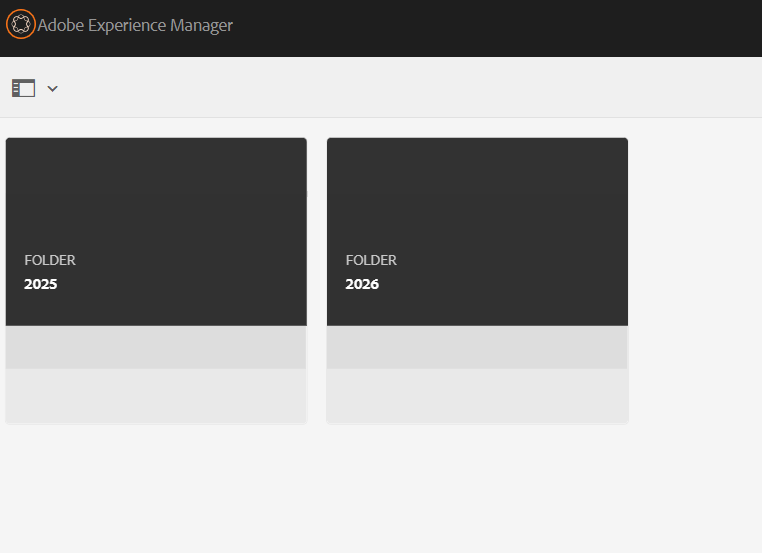 Adobe Experience Manager
FOLDER
2025
FOLDER
2026